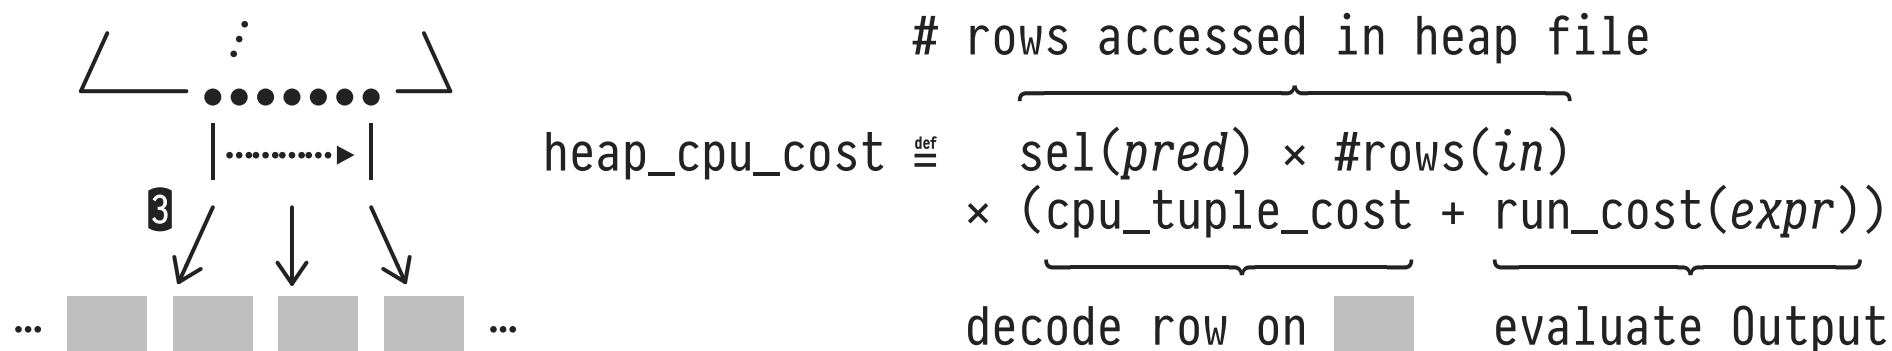 # rows accessed in heap file
heap_cpu_cost ≝ sel(pred) × #rows(in)
× (cpu_tuple_cost + run_cost(expr))
3
decode row on evaluate Output